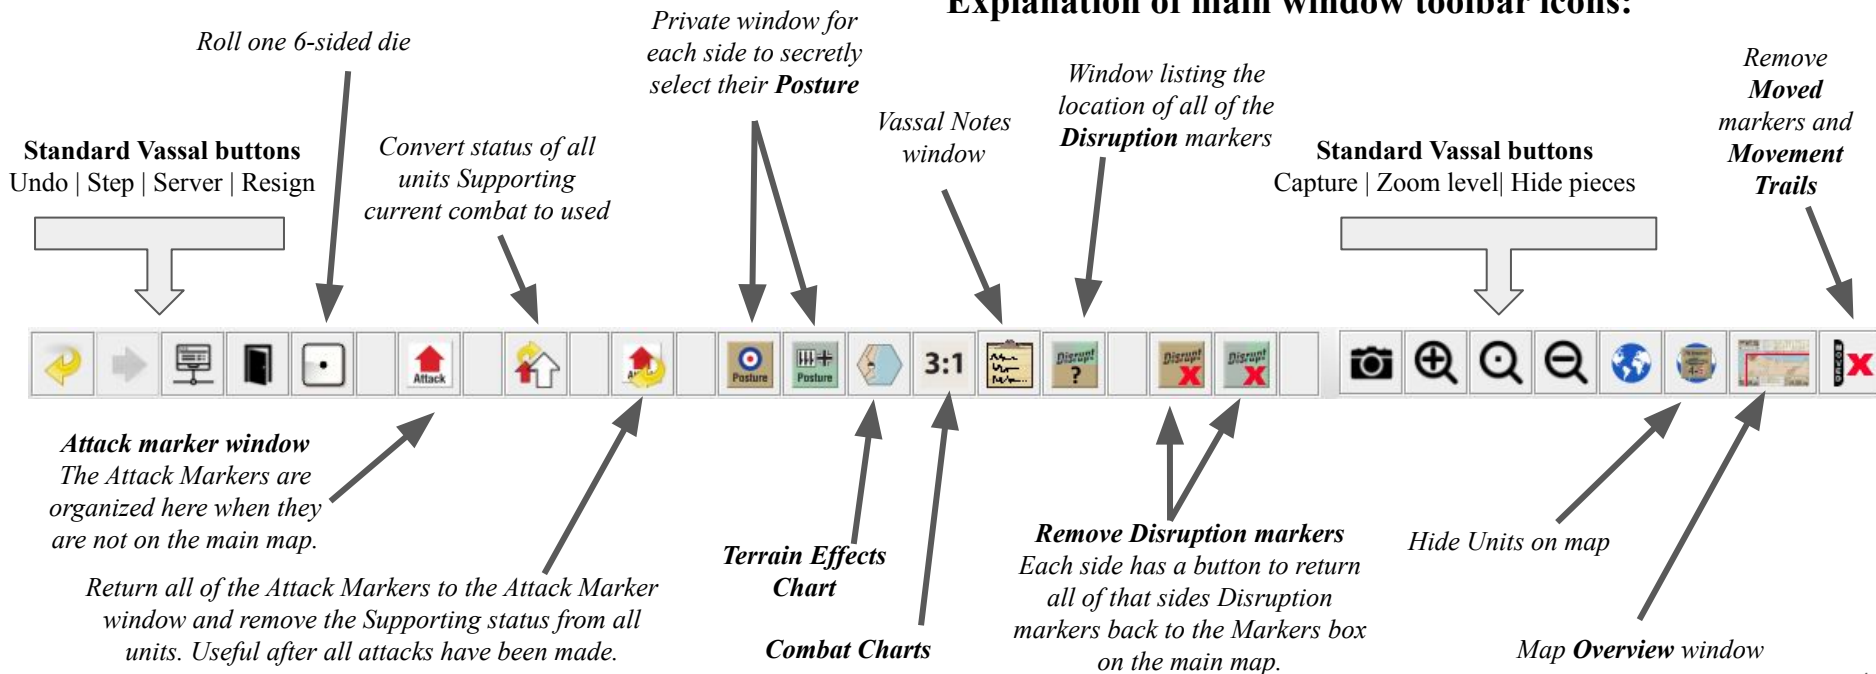 Explanation of main window toolbar icons:
Roll one 6-sided die
Private window for
each side to secretly
select their Posture
Window listing the
location of all of the
Disruption markers
Remove
Moved
markers and
Movement
Trails
Vassal Notes
window
Standard Vassal buttons
Undo | Step | Server | Resign
Convert status of all
units Supporting
current combat to used
Standard Vassal buttons
Capture | Zoom level| Hide pieces
Attack
Posture
Posture
3:1
Disrupt
?
Disrupt
X
Disrupt
X
MOVED
X
Attack marker window
The Attack Markers are
organized here when they
are not on the main map.
Return all of the Attack Markers to the Attack Marker
window and remove the Supporting status from all
units. Useful after all attacks have been made.
Terrain Effects
Chart
Combat Charts
Remove Disruption markers
Each side has a button to return
all of that sides Disruption
markers back to the Markers box
on the main map.
Hide Units on map
Map Overview window